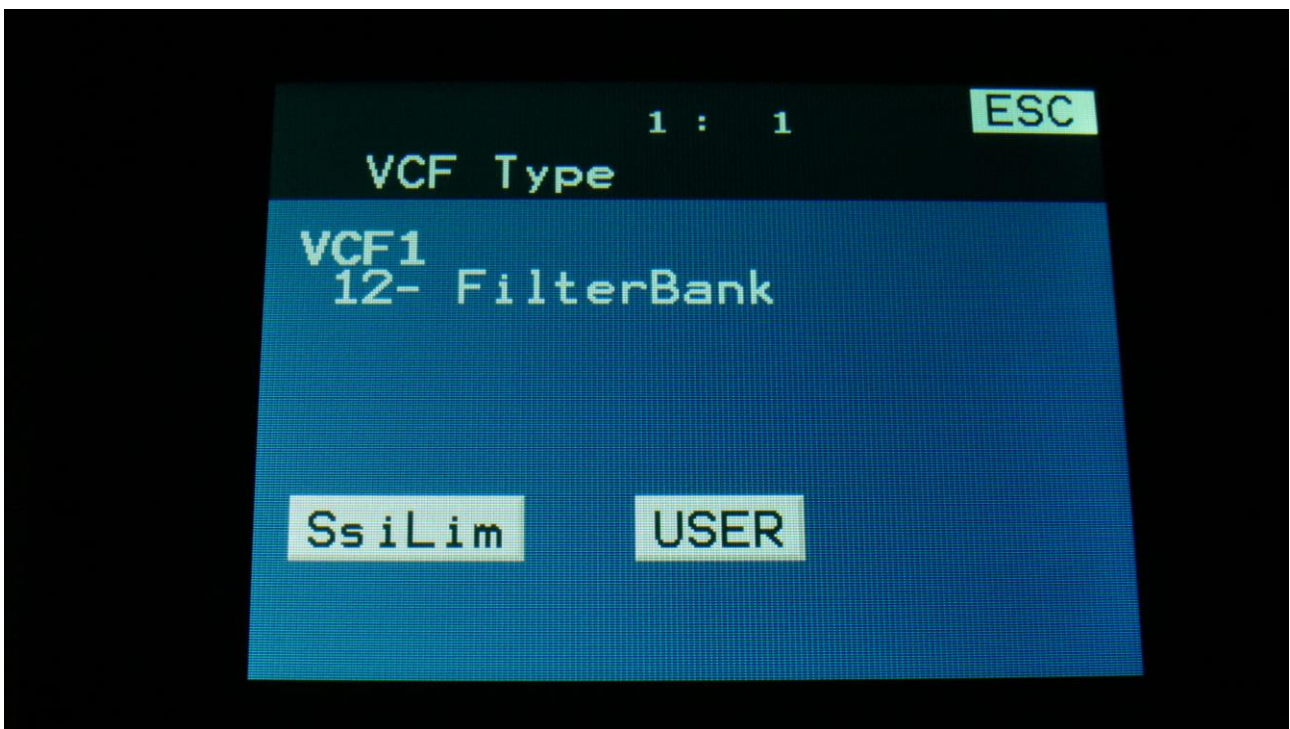 1 : 1 ESC
VCF Type
VCF1
12- FilterBank
SsiLim USER